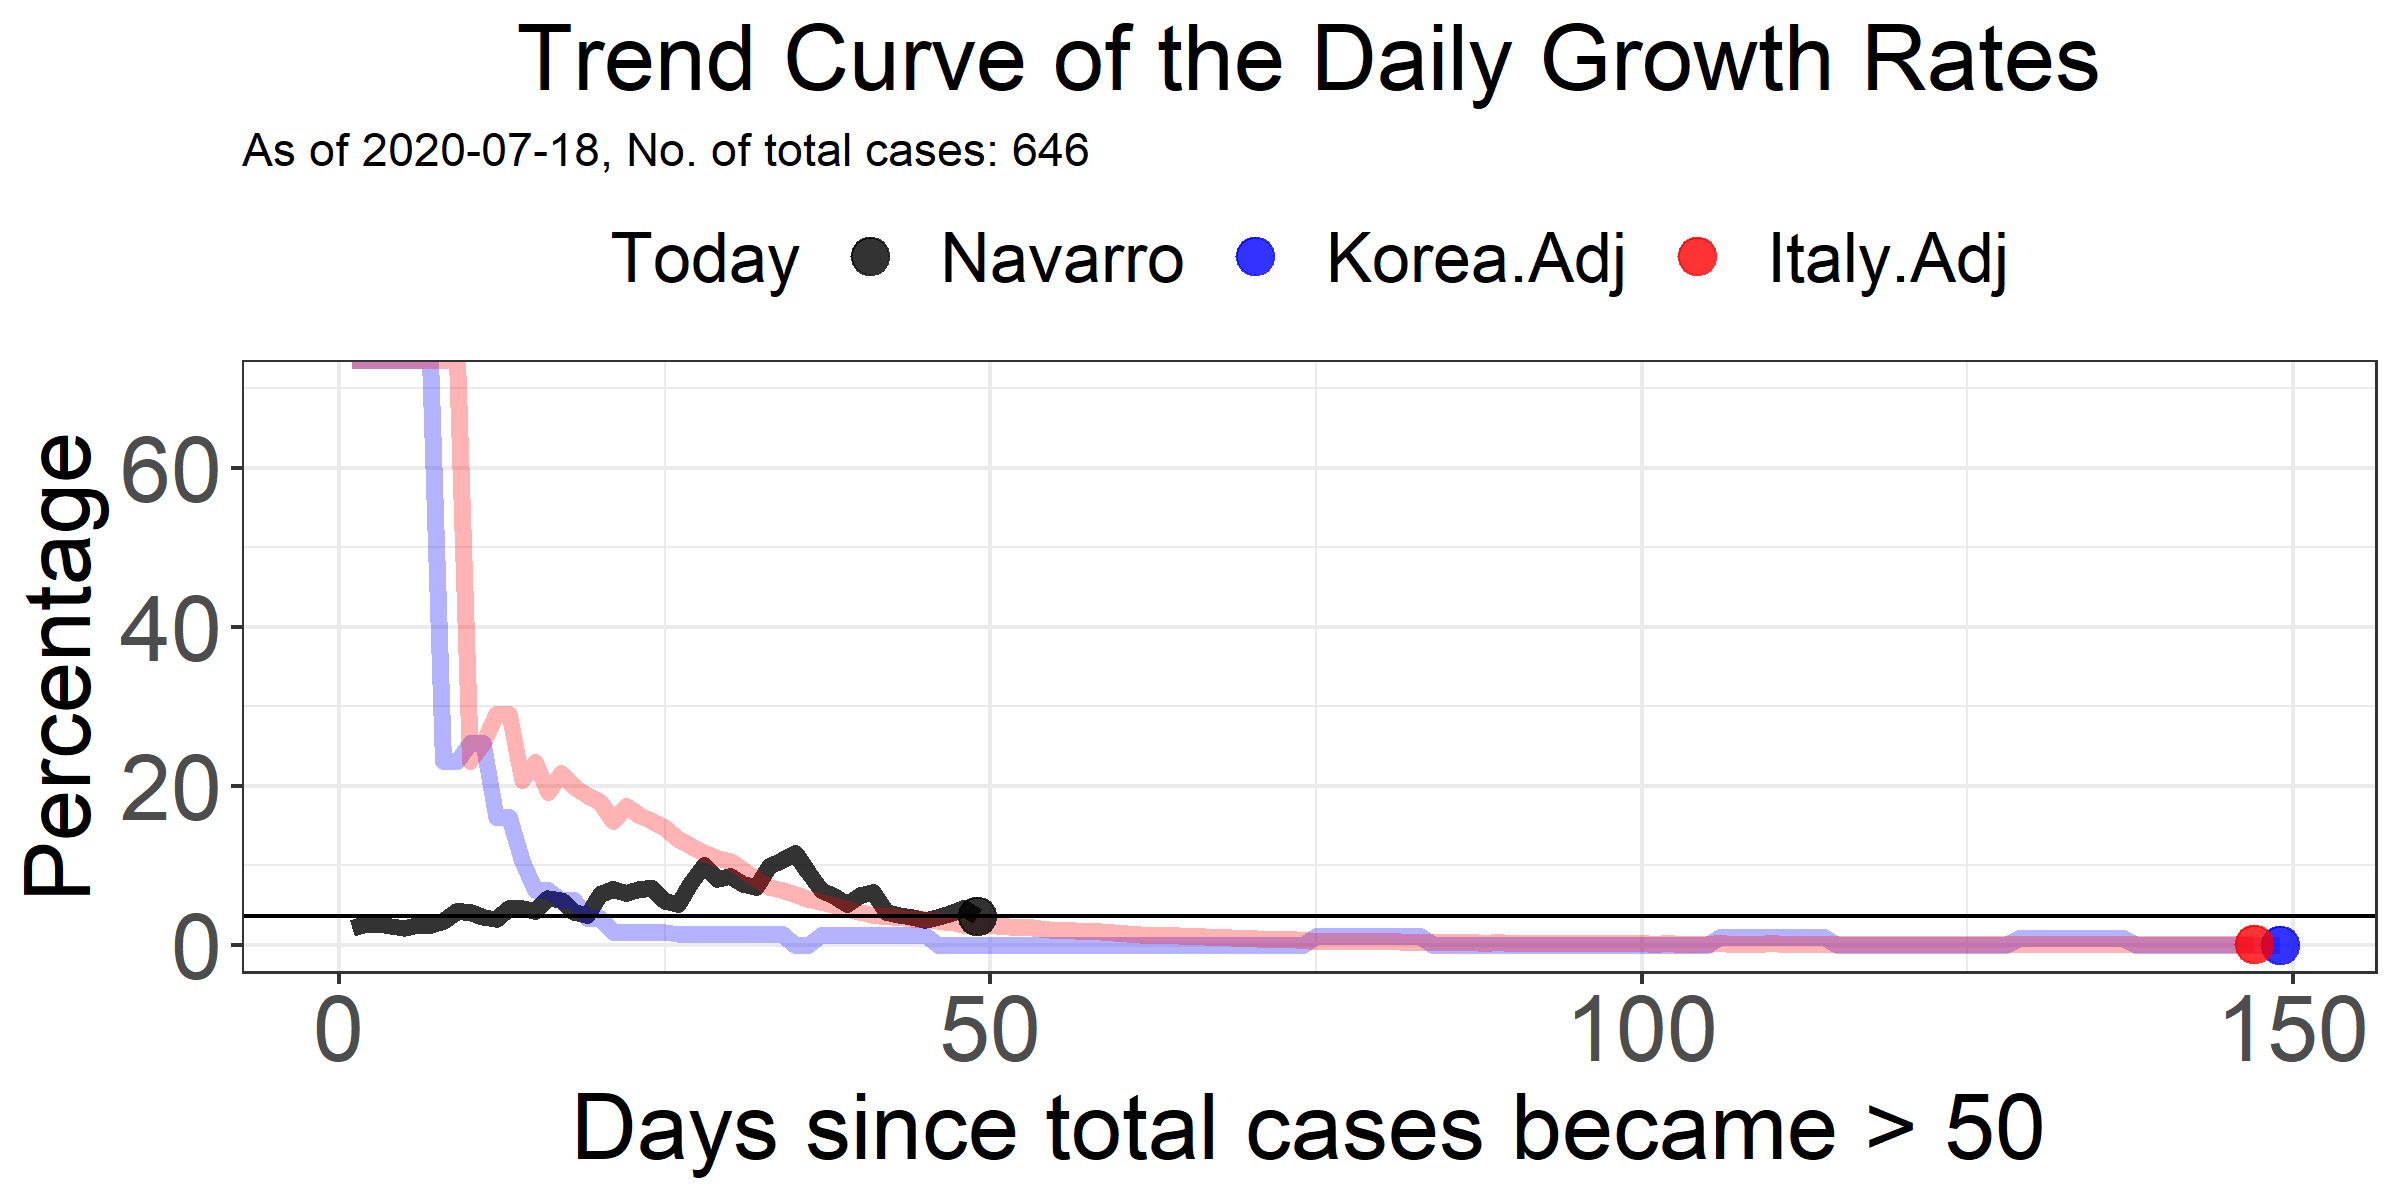 Trend Curve of the Daily Growth Rates
As of 2020-07-18, No. of total cases: 646
Today Navarro Korea.Adj Italy.Adj
Percentage
60
40
20
0
0 50 100 150
Days since total cases became > 50